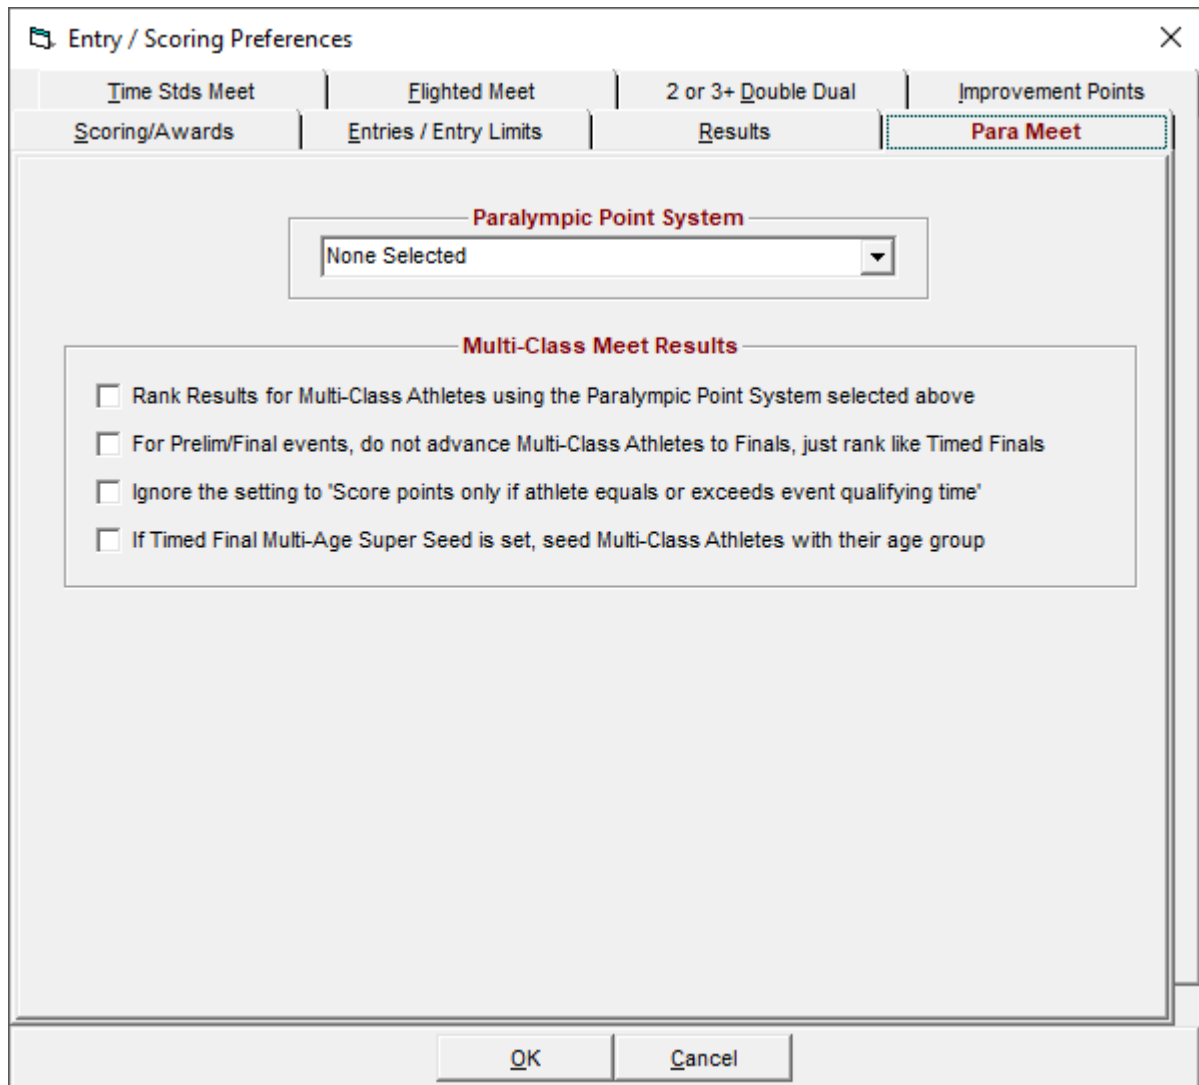 Entry / Scoring Preferences
Time Stds Meet
Flighted Meet
2 or 3+ Double Dual
Improvement Points
Scoring/Awards
Entries / Entry Limits
Results
Para Meet
Paralympic Point System
None Selected
Multi-Class Meet Results
Rank Results for Multi-Class Athletes using the Paralympic Point System selected above
For Prelim/Final events, do not advance Multi-Class Athletes to Finals, just rank like Timed Finals
Ignore the setting to 'Score points only if athlete equals or exceeds event qualifying time'
If Timed Final Multi-Age Super Seed is set, seed Multi-Class Athletes with their age group
OK
Cancel